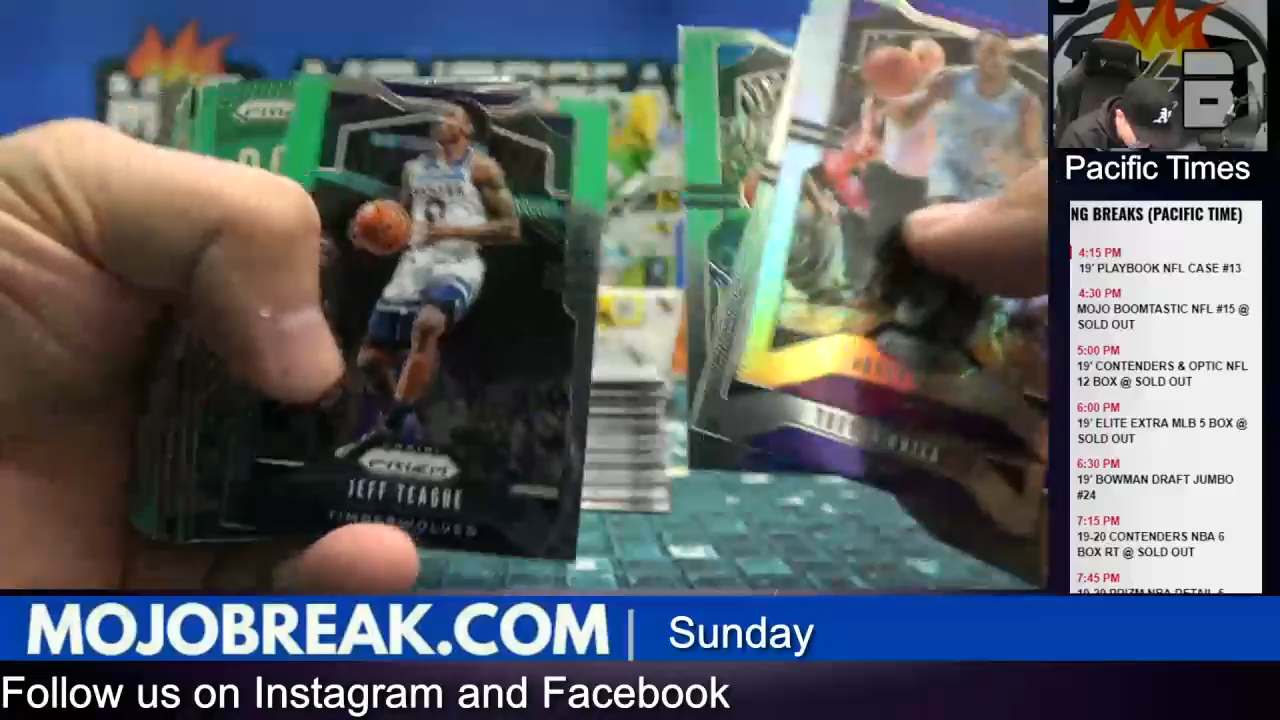 PRIZM
JEFF TEAGUE
TIMBERWOLVES
Pacific Times
NG BREAKS (PACIFIC TIME)
4:15 PM
19' PLAYBOOK NFL CASE #13
4:30 PM
MOJO BOOMTASTIC NFL #15 @
SOLD OUT
5:00 PM
19' CONTENDERS & OPTIC NFL
12 BOX @ SOLD OUT
6:00 PM
19' ELITE EXTRA MLB 5 BOX @
SOLD OUT
6:30 PM
19' BOWMAN DRAFT JUMBO
#24
7:15 PM
19-20 CONTENDERS NBA 6
BOX RT @ SOLD OUT
7:45 PM
MOJOBREAK.COM | Sunday
Follow us on Instagram and Facebook